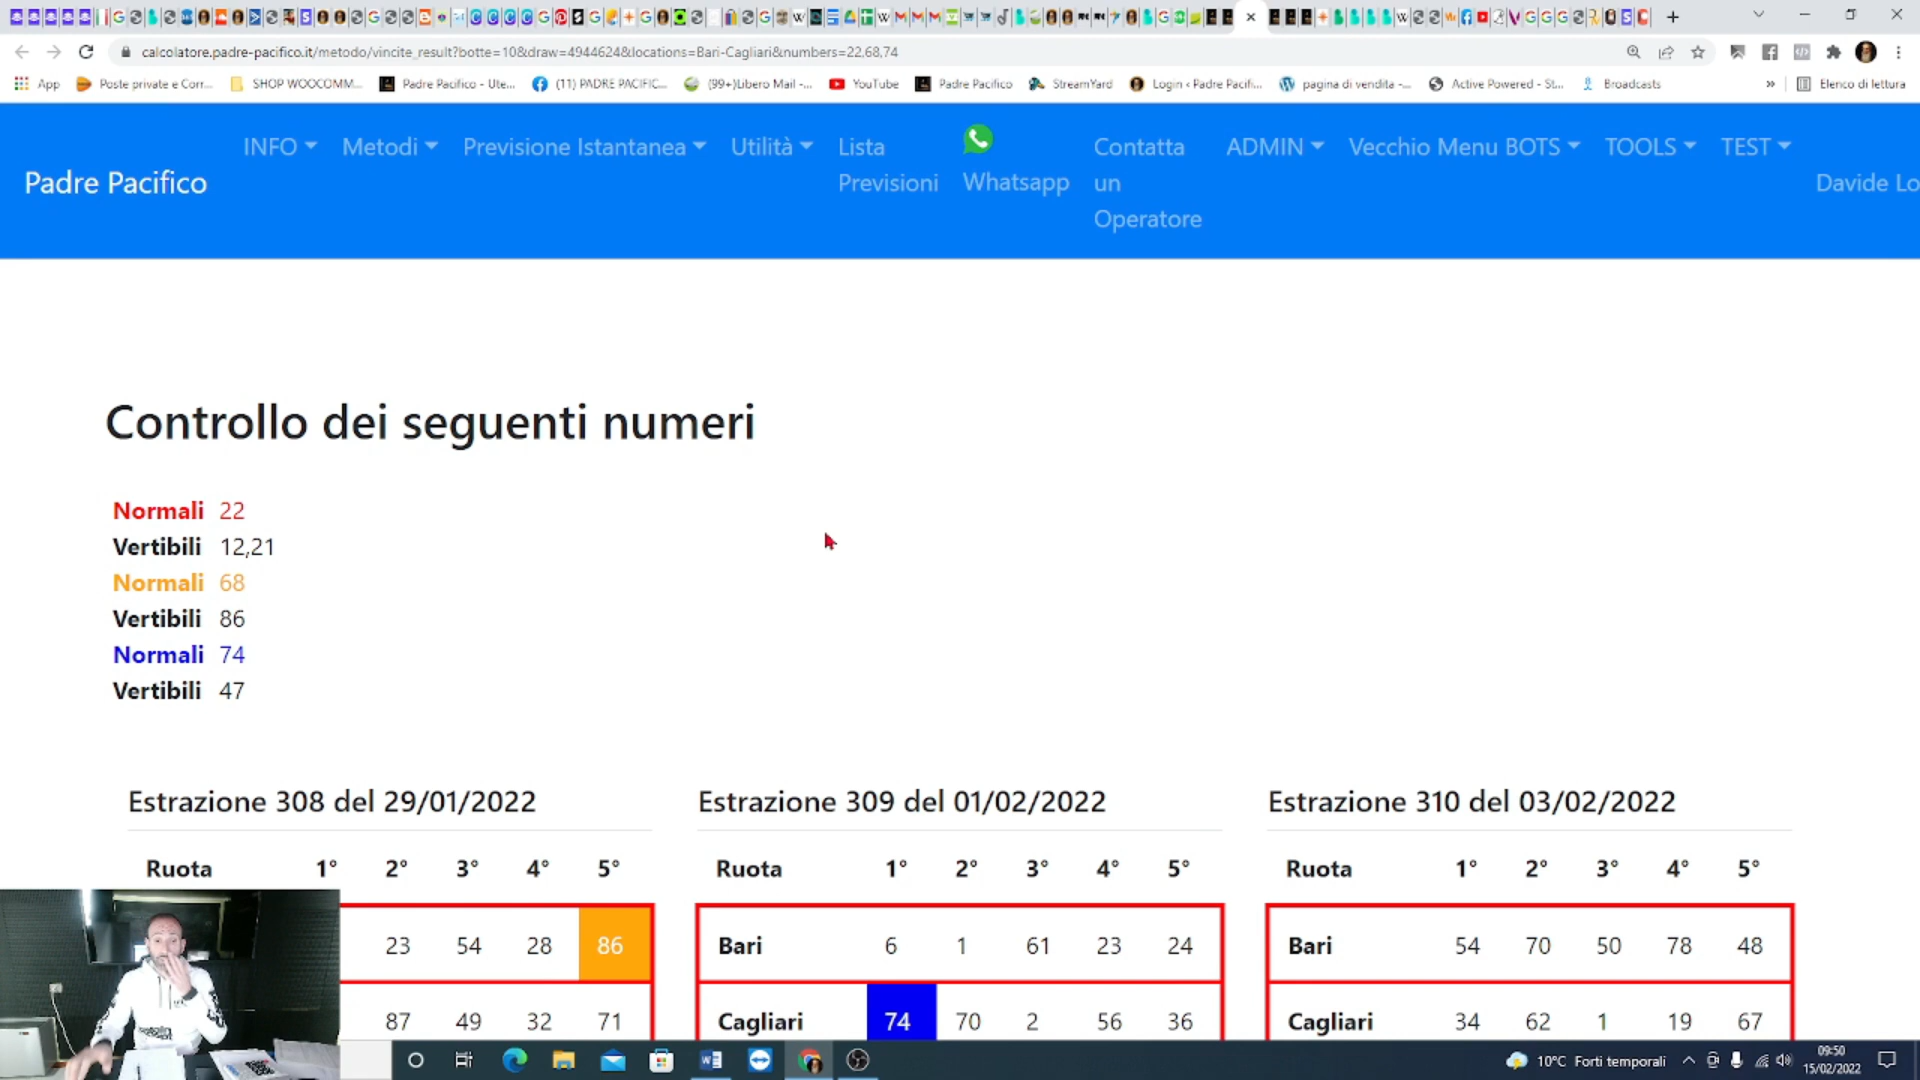 calcolatore.padre-pacifico.it/metodo/vincite_result?botte=10&draw=4944624&locations=Bari-Cagliari&numbers=22,68,74
App Poste private e Corr... SHOP WOOCOMM... Padre Pacifico - Ute... (11) PADRE PACIFIC... (99+)Libero Mail -... YouTube Padre Pacifico StreamYard Login ‹ Padre Pacifi... pagina di vendita -... Active Powered - St... Broadcasts » Elenco di lettura
Padre Pacifico
INFO Metodi Previsione Istantanea Utilità
Lista
Previsioni
Whatsapp
Contatta
un
Operatore
ADMIN Vecchio Menu BOTS TOOLS TEST
Davide Lo
Controllo dei seguenti numeri
Normali 22
Vertibili 12,21
Normali 68
Vertibili 86
Normali 74
Vertibili 47
Estrazione 308 del 29/01/2022
Ruota 1° 2° 3° 4° 5°
23 54 28 86
87 49 32 71
Estrazione 309 del 01/02/2022
Ruota 1° 2° 3° 4° 5°
Bari 6 1 61 23 24
Cagliari 74 70 2 56 36
Estrazione 310 del 03/02/2022
Ruota 1° 2° 3° 4° 5°
Bari 54 70 50 78 48
Cagliari 34 62 1 19 67
10°C Forti temporali
09:50
15/02/2022